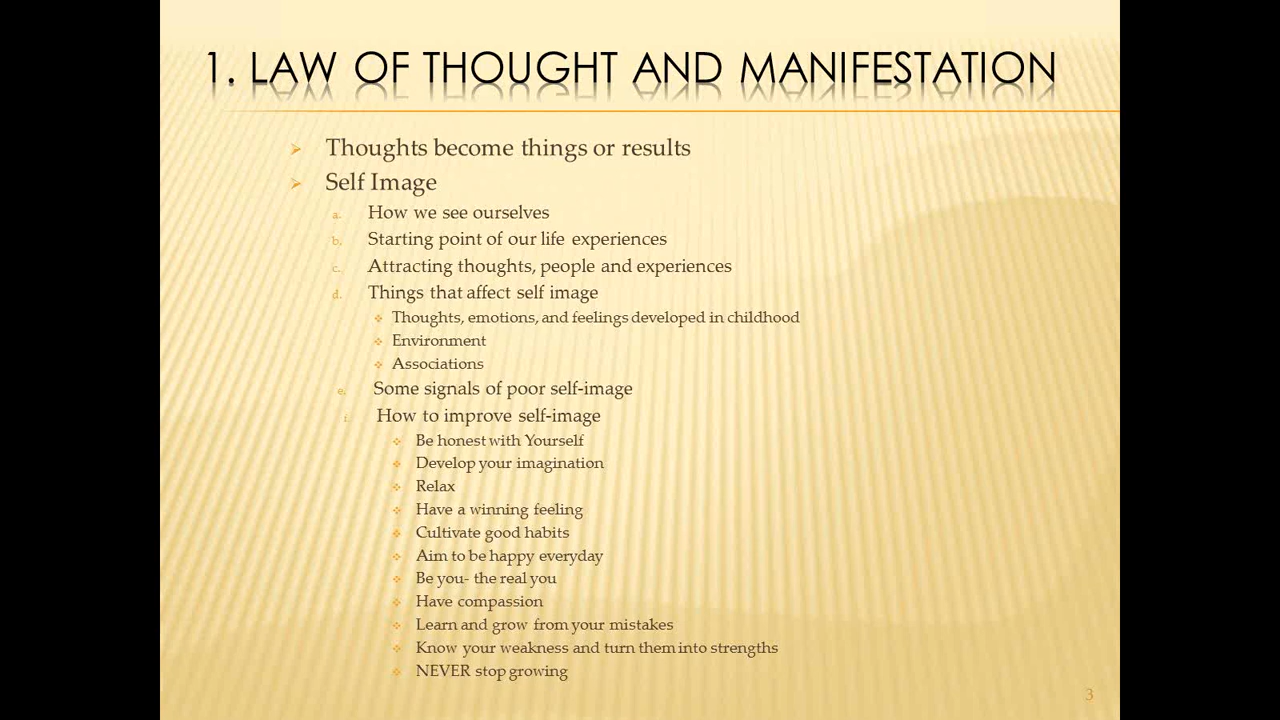 1. LAW OF THOUGHT AND MANIFESTATION
Thoughts become things or results
Self Image
a. How we see ourselves
b. Starting point of our life experiences
c. Attracting thoughts, people and experiences
d. Things that affect self image
Thoughts, emotions, and feelings developed in childhood
Environment
Associations
e. Some signals of poor self-image
f. How to improve self-image
Be honest with Yourself
Develop your imagination
Relax
Have a winning feeling
Cultivate good habits
Aim to be happy everyday
Be you- the real you
Have compassion
Learn and grow from your mistakes
Know your weakness and turn them into strengths
NEVER stop growing
3